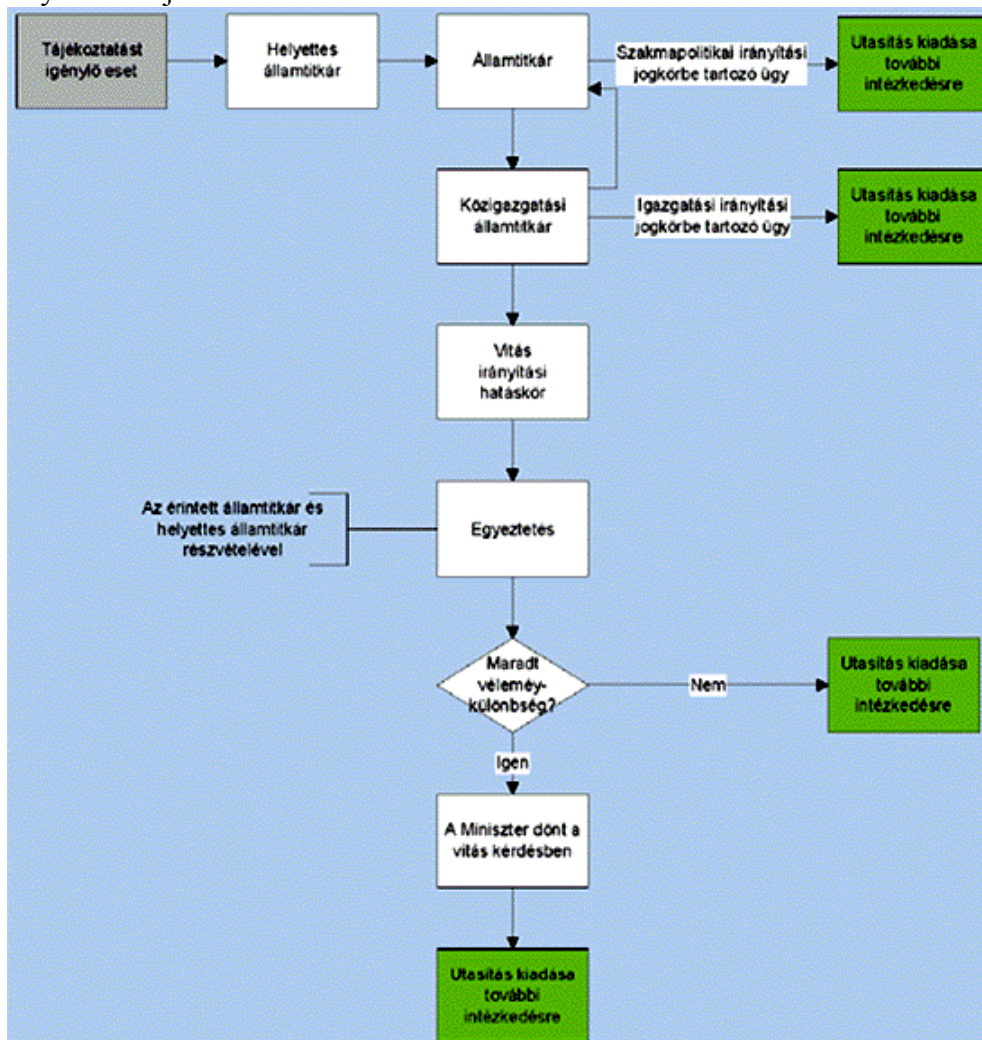 Tájékoztatást
igénylő eset
Helyettes
államtitkár
Államtitkár
Szakmapolitikai irányítási
jogkörbe tartozó ügy
Utasítás kiadása
további
intézkedésre
Közigazgatási
államtitkár
Igazgatási irányítási
jogkörbe tartozó ügy
Utasítás kiadása
további
intézkedésre
Vitás
irányítási
hatáskör
Az érintett államtitkár és
helyettes államtitkár
részvételével
Egyeztetés
Maradt
vélemény-
különbség?
Nem
Utasítás kiadása
további
intézkedésre
Igen
A Miniszter dönt a
vitás kérdésben
Utasítás kiadása
további
intézkedésre